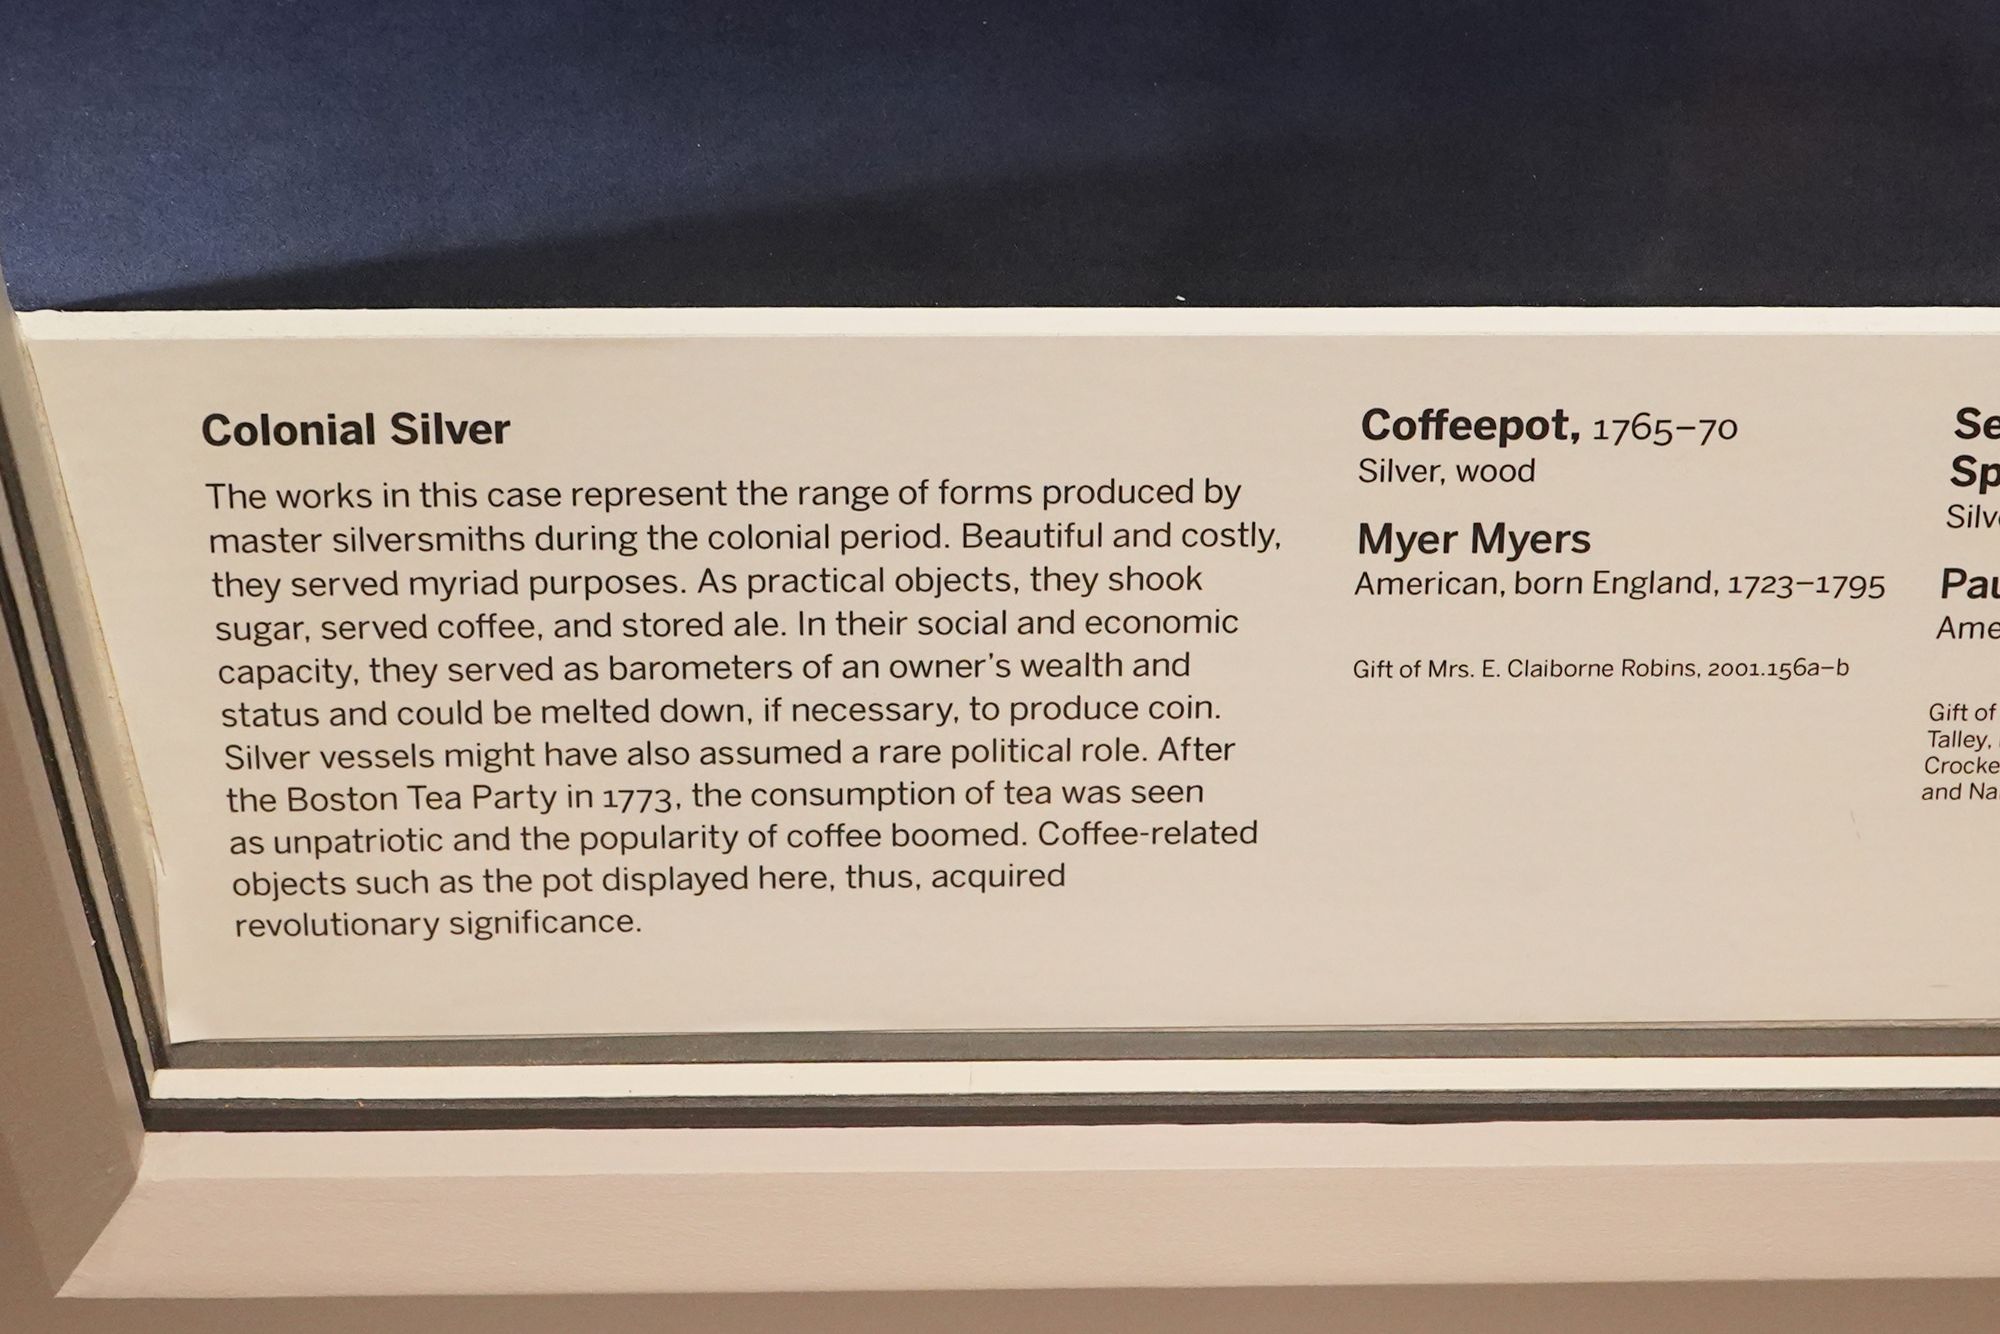 Colonial Silver
The works in this case represent the range of forms produced by
master silversmiths during the colonial period. Beautiful and costly,
they served myriad purposes. As practical objects, they shook
sugar, served coffee, and stored ale. In their social and economic
capacity, they served as barometers of an owner's wealth and
status and could be melted down, if necessary, to produce coin.
Silver vessels might have also assumed a rare political role. After
the Boston Tea Party in 1773, the consumption of tea was seen
as unpatriotic and the popularity of coffee boomed. Coffee-related
objects such as the pot displayed here, thus, acquired
revolutionary significance.
Coffeepot, 1765–70
Silver, wood
Myer Myers
American, born England, 1723–1795
Gift of Mrs. E. Claiborne Robins, 2001.156a–b
Gift of
Talley,
and